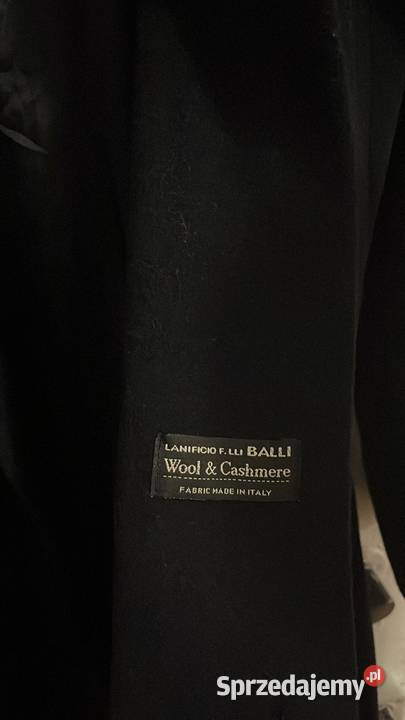 LANIFICIO F.LLI BALLI
Wool & Cashmere
FABRIC MADE IN ITALY
Sprzedajemy.pl